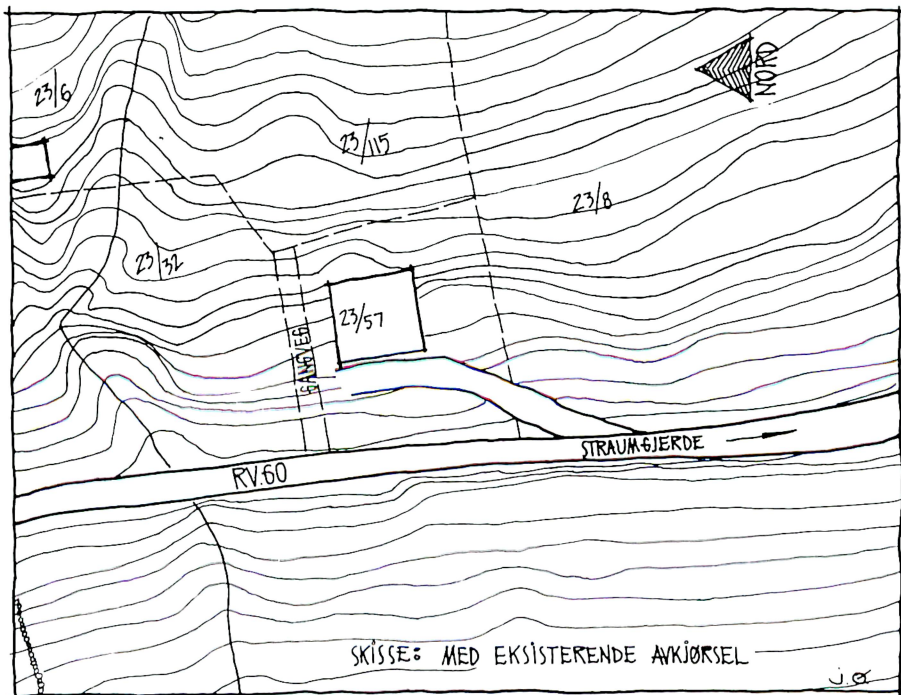 NORD
23/6
23/115
23/8
23/32
23/57
GANGVEG
STRAUMGJERDE
RV.60
SKISSE: MED EKSISTERENDE AVKJØRSEL
J.Ø